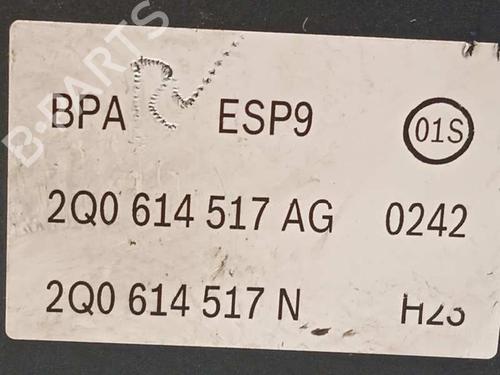 BPA ESP9 01S
2Q0 614 517 AG 0242
2Q0 614 517 N H23
B-PARTS